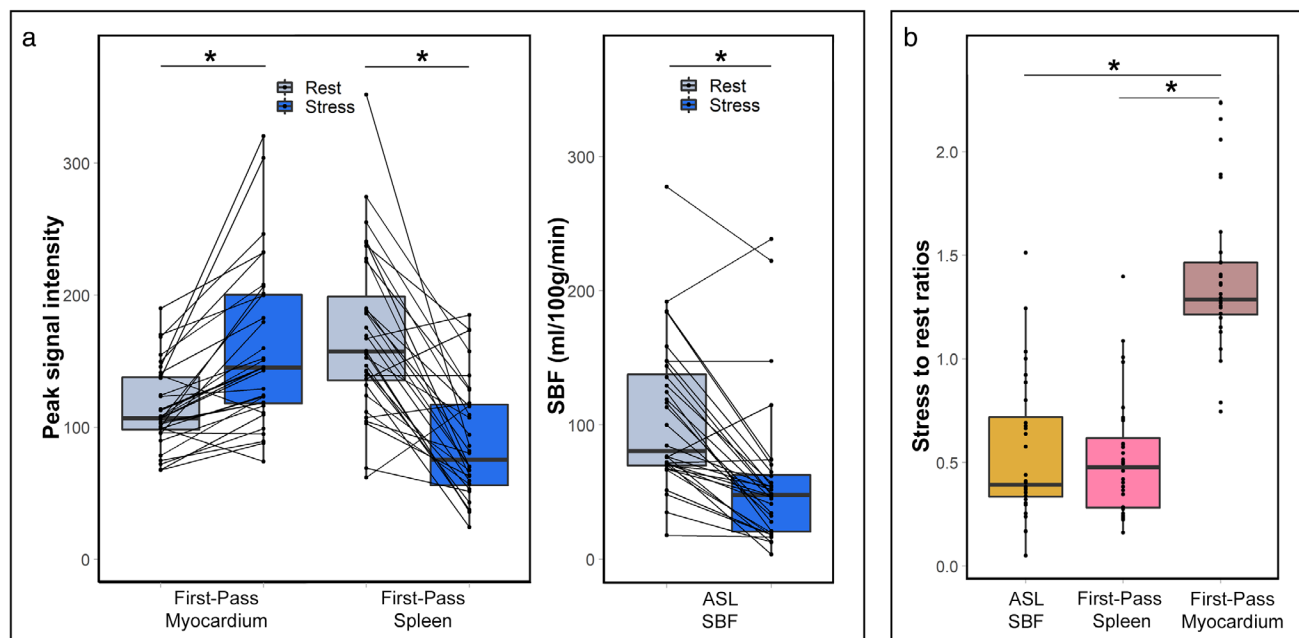 a
Peak signal intensity
300
200
100
0
*
*
Rest
Stress
First-Pass
Myocardium
First-Pass
Spleen
SBF (ml/100g/min)
300
200
100
0
*
Rest
Stress
ASL
SBF
b
Stress to rest ratios
2.0
1.5
1.0
0.5
0.0
*
*
ASL
SBF
First-Pass
Spleen
First-Pass
Myocardium